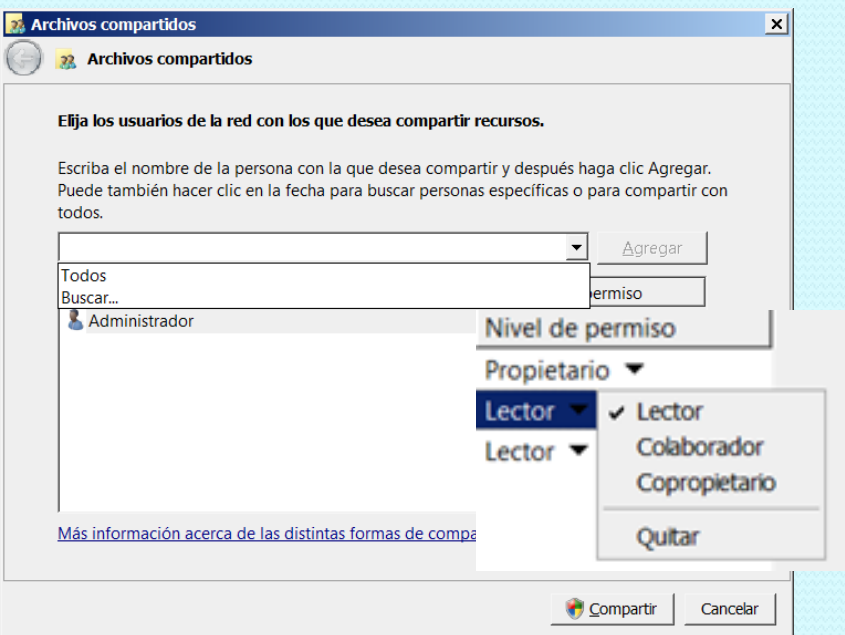 Archivos compartidos
Archivos compartidos
Elija los usuarios de la red con los que desea compartir recursos.
Escriba el nombre de la persona con la que desea compartir y después haga clic Agregar.
Puede también hacer clic en la fecha para buscar personas específicas o para compartir con
todos.
Agregar
Todos
Buscar...
permiso
Administrador
Nivel de permiso
Propietario
Lector
Lector
Colaborador
Lector
Copropietario
Quitar
Más información acerca de las distintas formas de compa
Compartir
Cancelar